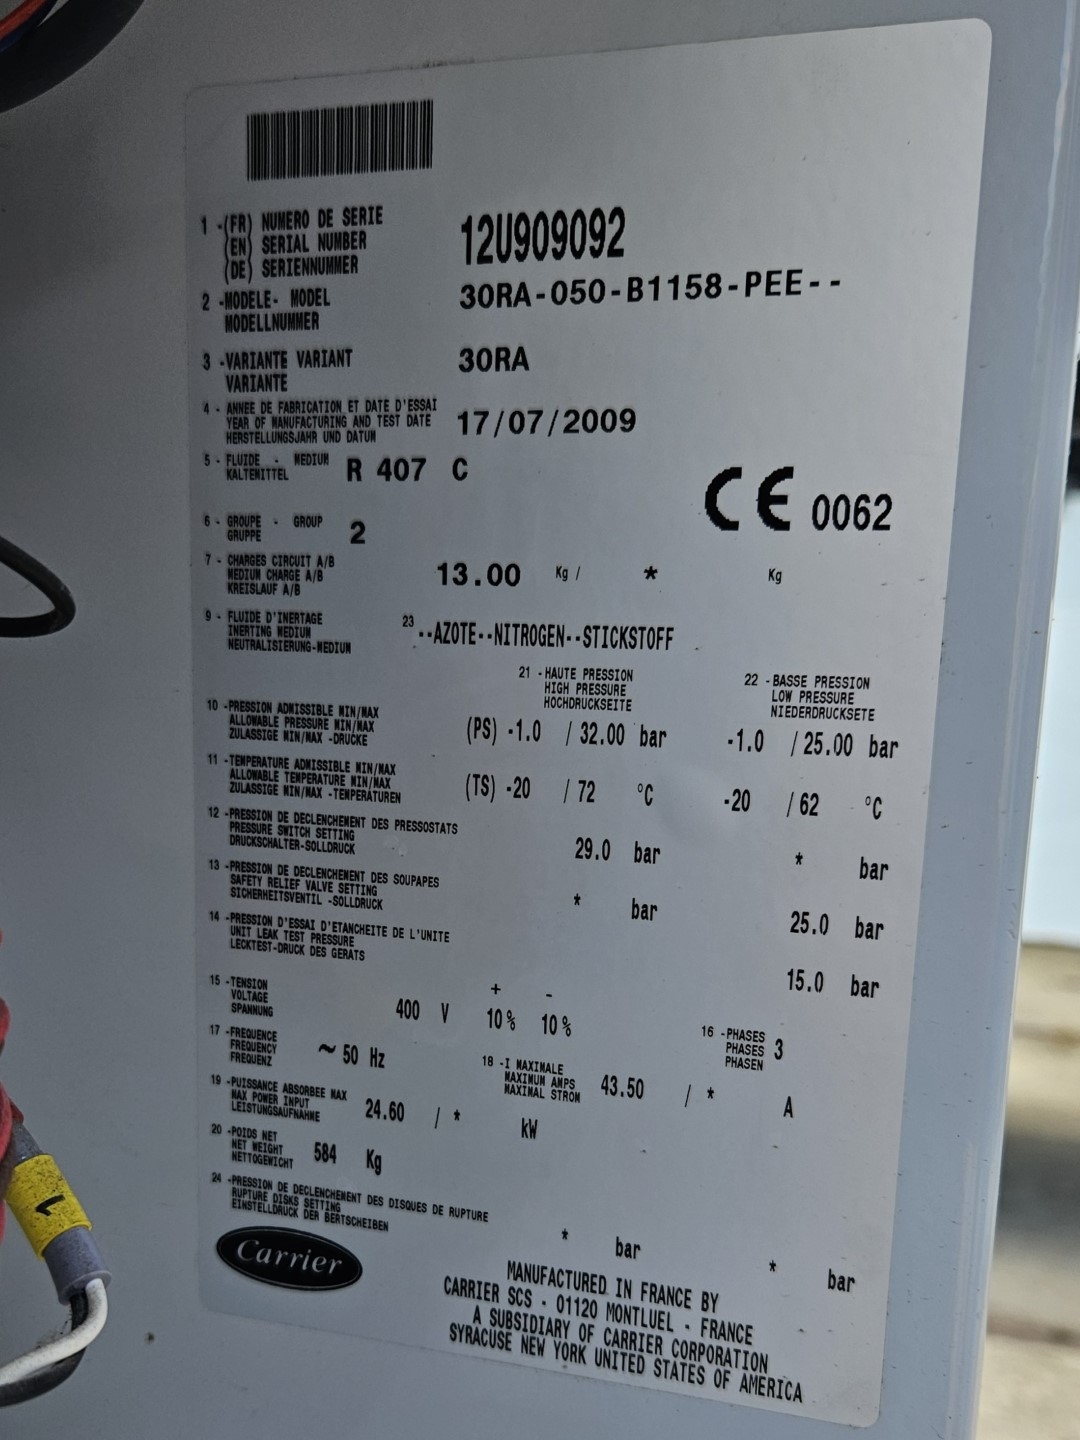 1 -(FR) NUMERO DE SERIE
(EN) SERIAL NUMBER
(DE) SERIENNUMMER
12U909092
2 -MODELE- MODEL
MODELLNUMMER
30RA-050-B1158-PEE--
3 -VARIANTE VARIANT
VARIANTE
30RA
4 - ANNEE DE FABRICATION ET DATE D'ESSAI
YEAR OF MANUFACTURING AND TEST DATE
HERSTELLUNGSJAHR UND DATUM
17/07/2009
5 - FLUIDE - MEDIUM
KALTEMITTEL
R 407 C
CE 0062
6 - GROUPE - GROUP
GRUPPE
2
7 - CHARGES CIRCUIT A/B
MEDIUM CHARGE A/B
KREISLAUF A/B
13.00 Kg / * Kg
9 - FLUIDE D'INERTAGE
INERTING MEDIUM
NEUTRALISIERUNG-MEDIUM
23 --AZOTE--NITROGEN--STICKSTOFF
21 -HAUTE PRESSION
HIGH PRESSURE
HOCHDRUCKSEITE
22 -BASSE PRESSION
LOW PRESSURE
NIEDERDRUCKSETE
10 -PRESSION ADMISSIBLE MIN/MAX
ALLOWABLE PRESSURE MIN/MAX
ZULASSIGE MIN/MAX -DRUCKE
(PS) -1.0 / 32.00 bar -1.0 / 25.00 bar
11 -TEMPERATURE ADMISSIBLE MIN/MAX
ALLOWABLE TEMPERATURE MIN/MAX
ZULASSIGE MIN/MAX -TEMPERATUREN
(TS) -20 / 72 °C -20 / 62 °C
12 -PRESSION DE DECLENCHEMENT DES PRESSOSTATS
PRESSURE SWITCH SETTING
DRUCKSCHALTER-SOLLDRUCK
29.0 bar * bar
13 -PRESSION DE DECLENCHEMENT DES SOUPAPES
SAFETY RELIEF VALVE SETTING
SICHERHEITSVENTIL -SOLLDRUCK
* bar 25.0 bar
14 -PRESSION D'ESSAI D'ETANCHEITE DE L'UNITE
UNIT LEAK TEST PRESSURE
LECKTEST-DRUCK DES GERATS
15.0 bar
15 -TENSION
VOLTAGE
SPANNUNG
400 V + 10% - 10%
16 -PHASES
PHASES
PHASEN
3
17 -FREQUENCE
FREQUENCY
FREQUENZ
~ 50 Hz
18 -I MAXIMALE
MAXIMUM AMPS
MAXIMAL STROM
43.50 / * A
19 -PUISSANCE ABSORBEE MAX
MAX POWER INPUT
LEISTUNGSAUFNAHME
24.60 / * kW
20 -POIDS NET
NET WEIGHT
NETTOGEWICHT
584 Kg
24 -PRESSION DE DECLENCHEMENT DES DISQUES DE RUPTURE
RUPTURE DISKS SETTING
EINSTELLDRUCK DER BERTSCHEIBEN
* bar * bar
Carrier
MANUFACTURED IN FRANCE BY
CARRIER SCS - 01120 MONTLUEL - FRANCE
A SUBSIDIARY OF CARRIER CORPORATION
SYRACUSE NEW YORK UNITED STATES OF AMERICA
1